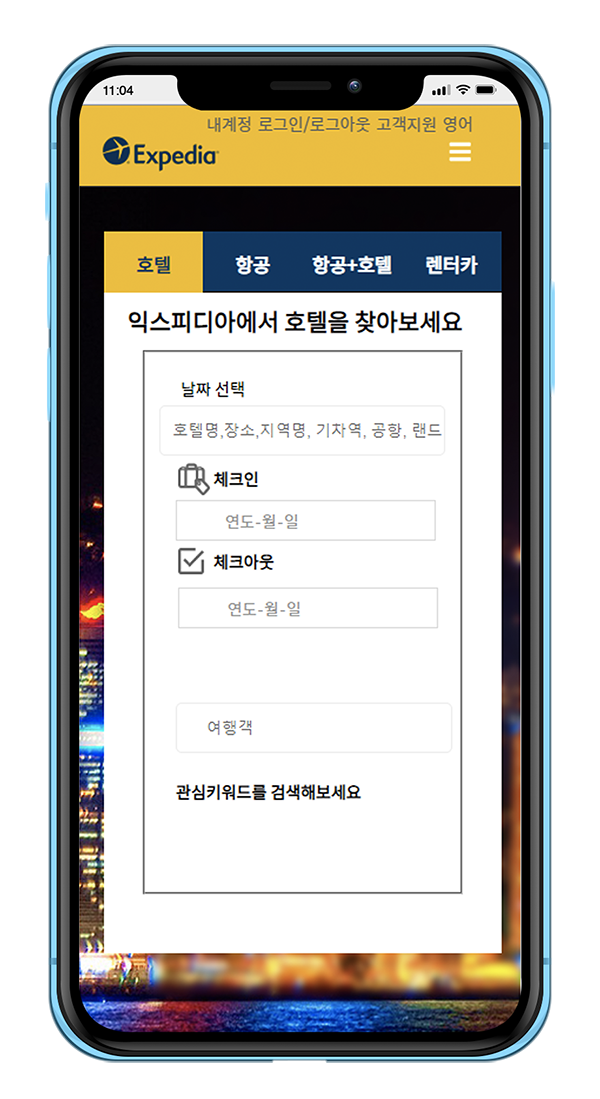 11:04
내계정 로그인/로그아웃 고객지원 영어
Expedia
호텔 항공 항공+호텔 렌터카
익스피디아에서 호텔을 찾아보세요
날짜 선택
호텔명,장소,지역명, 기차역, 공항, 랜드
체크인
연도-월-일
체크아웃
연도-월-일
여행객
관심키워드를 검색해보세요